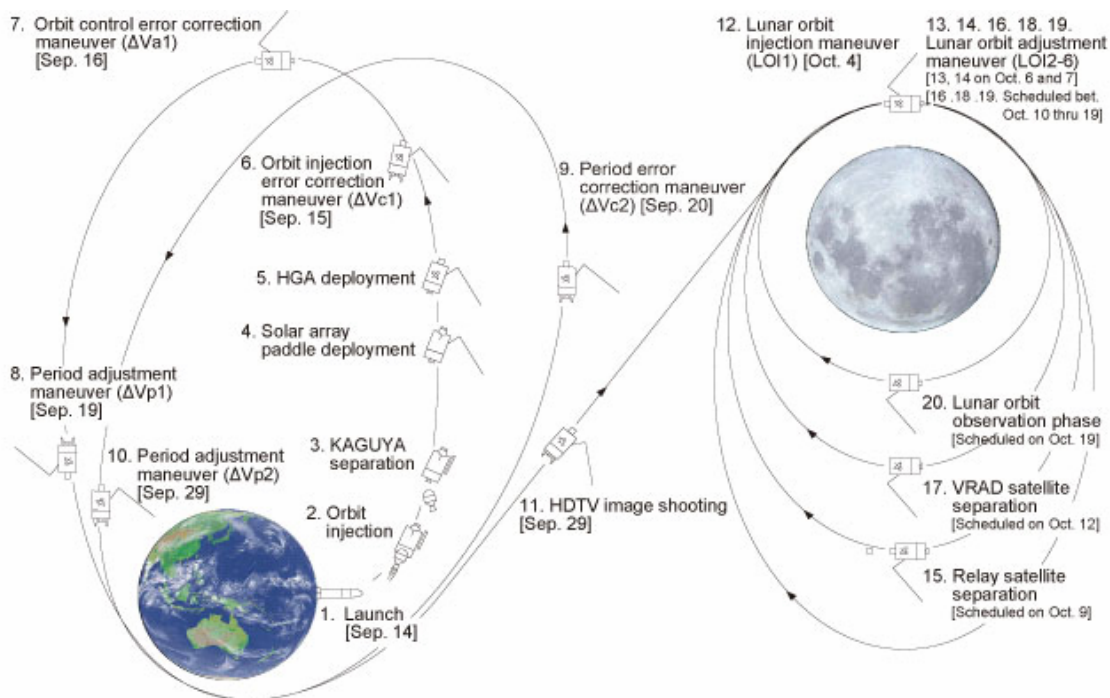 7. Orbit control error correction
maneuver (ΔVa1)
[Sep. 16]
12. Lunar orbit
injection maneuver
(LOI1) [Oct. 4]
13. 14. 16. 18. 19.
Lunar orbit adjustment
maneuver (LOI2-6)
[13, 14 on Oct. 6 and 7]
[16 .18 .19. Scheduled bet.
Oct. 10 thru 19]
6. Orbit injection
error correction
maneuver (ΔVc1)
[Sep. 15]
9. Period error
correction maneuver
(ΔVc2) [Sep. 20]
5. HGA deployment
4. Solar array
paddle deployment
8. Period adjustment
maneuver (ΔVp1)
[Sep. 19]
3. KAGUYA
separation
10. Period adjustment
maneuver (ΔVp2)
[Sep. 29]
2. Orbit
injection
11. HDTV image shooting
[Sep. 29]
1. Launch
[Sep. 14]
20. Lunar orbit
observation phase
[Scheduled on Oct. 19]
17. VRAD satellite
separation
[Scheduled on Oct. 12]
15. Relay satellite
separation
[Scheduled on Oct. 9]